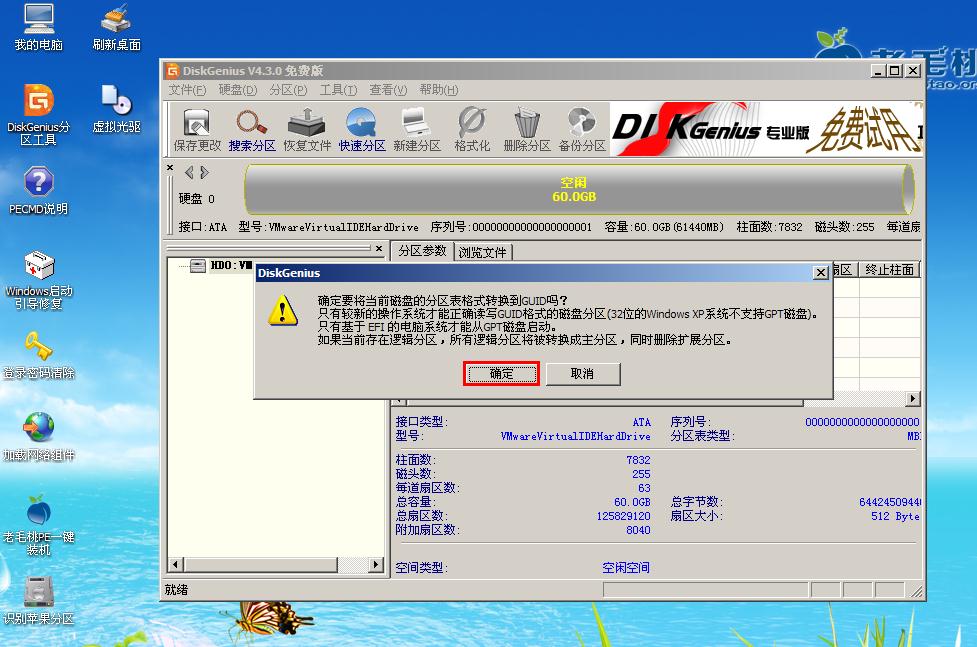 我的电脑
刷新桌面
DiskGenius分
区工具
虚拟光驱
PECMD说明
Windows启动
引导修复
登录密码清除
加载网络组件
老毛桃PE一键
装机
识别苹果分区
老毛桃
tao.or
DiskGenius V4.3.0 免费版
文件(F) 硬盘(D) 分区(P) 工具(T) 查看(V) 帮助(H)
保存更改 搜索分区 恢复文件 快速分区 新建分区 格式化 删除分区 备份分区
DISKGenius 专业版 免费试用
硬盘 0
空闲
60.0GB
接口:ATA 型号:VMwareVirtualIDEHardDrive 序列号:00000000000000000001 容量:60.0GB(61440MB) 柱面数:7832 磁头数:255 每道扇
HD0:VM
分区参数 浏览文件
扇区 终止柱面
DiskGenius
确定要将当前磁盘的分区表格式转换到GUID吗?
只有较新的操作系统才能正确读写GUID格式的磁盘分区(32位的Windows XP系统不支持GPT磁盘)。
只有基于 EFI 的电脑系统才能从GPT磁盘启动。
如果当前存在逻辑分区，所有逻辑分区将被转换成主分区，同时删除扩展分区。
确定 取消
接口类型: ATA 序列号: 0000000000000000000
型号: VMwareVirtualIDEHardDrive 分区表类型: MB
柱面数: 7832
磁头数: 255
每道扇区数: 63
总容量: 60.0GB 总字节数: 6442450944
总扇区数: 125829120 扇区大小: 512 Byte
附加扇区数: 8040
空间类型: 空闲空间
就绪